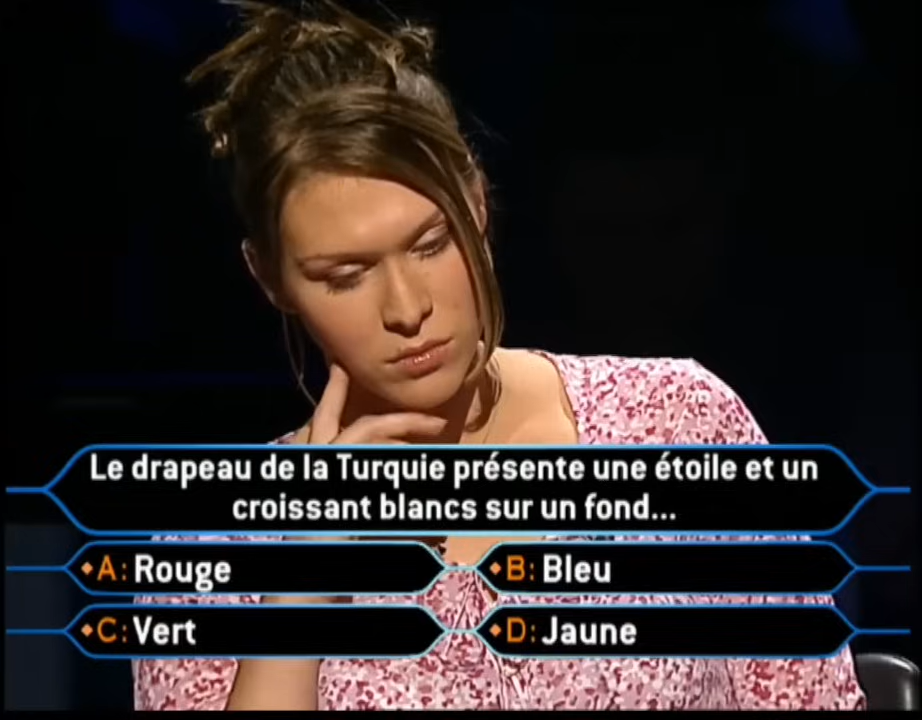 Le drapeau de la Turquie présente une étoile et un
croissant blancs sur un fond...
A: Rouge
B: Bleu
C: Vert
D: Jaune